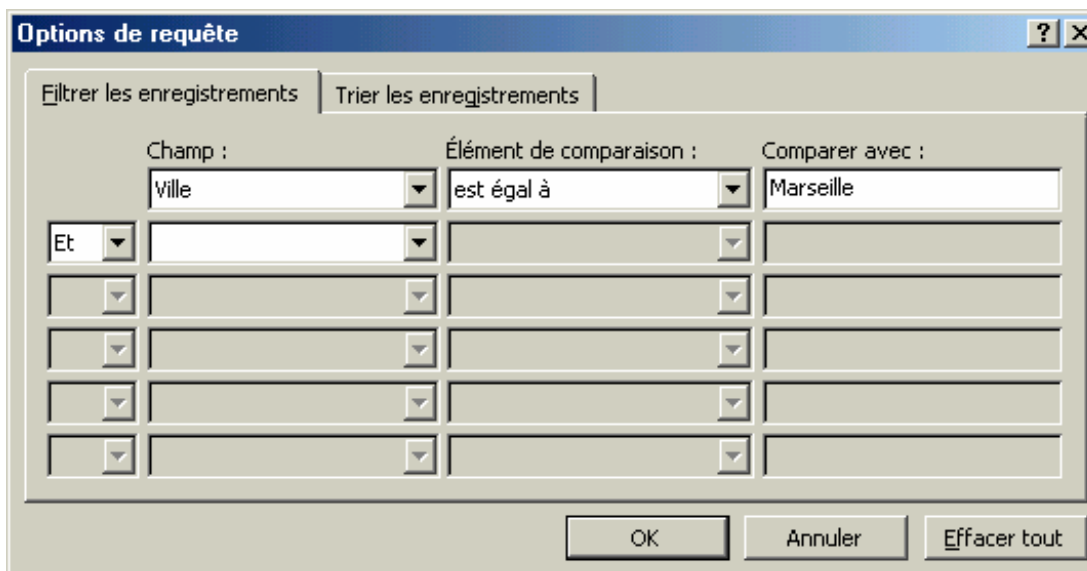 Options de requête
Filtrer les enregistrements Trier les enregistrements
Champ : Élément de comparaison : Comparer avec :
Ville est égal à Marseille
Et
OK Annuler Effacer tout